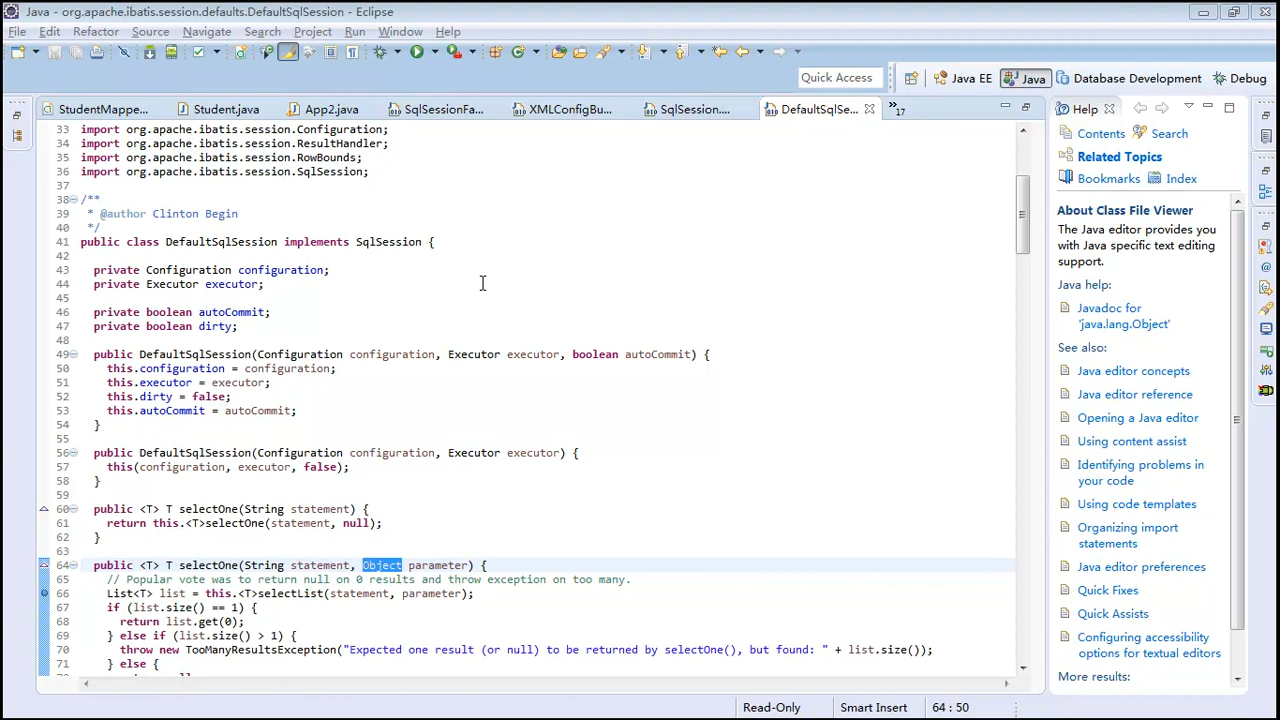 Java - org.apache.ibatis.session.defaults.DefaultSqlSession - Eclipse
File Edit Refactor Source Navigate Search Project Run Window Help
Quick Access Java EE Java Database Development Debug
StudentMappe... Student.java App2.java SqlSessionFa... XMLConfigBu... SqlSession.... DefaultSqlSe... »17
33 import org.apache.ibatis.session.Configuration;
34 import org.apache.ibatis.session.ResultHandler;
35 import org.apache.ibatis.session.RowBounds;
36 import org.apache.ibatis.session.SqlSession;
37
38 /**
39 * @author Clinton Begin
40 */
41 public class DefaultSqlSession implements SqlSession {
42
43 private Configuration configuration;
44 private Executor executor;
45
46 private boolean autoCommit;
47 private boolean dirty;
48
49 public DefaultSqlSession(Configuration configuration, Executor executor, boolean autoCommit) {
50 this.configuration = configuration;
51 this.executor = executor;
52 this.dirty = false;
53 this.autoCommit = autoCommit;
54 }
55
56 public DefaultSqlSession(Configuration configuration, Executor executor) {
57 this(configuration, executor, false);
58 }
59
60 public <T> T selectOne(String statement) {
61 return this.<T>selectOne(statement, null);
62 }
63
64 public <T> T selectOne(String statement, Object parameter) {
65 // Popular vote was to return null on 0 results and throw exception on too many.
66 List<T> list = this.<T>selectList(statement, parameter);
67 if (list.size() == 1) {
68 return list.get(0);
69 } else if (list.size() > 1) {
70 throw new TooManyResultsException("Expected one result (or null) to be returned by selectOne(), but found: " + list.size());
71 } else {
Help
Contents Search
Related Topics
Bookmarks Index
About Class File Viewer
The Java editor provides you
with Java specific text editing
support.
Java help:
Javadoc for
'java.lang.Object'
See also:
Java editor concepts
Java editor reference
Opening a Java editor
Using content assist
Identifying problems in
your code
Using code templates
Organizing import
statements
Java editor preferences
Quick Fixes
Quick Assists
Configuring accessibility
options for textual editors
More results:
Read-Only Smart Insert 64 : 50